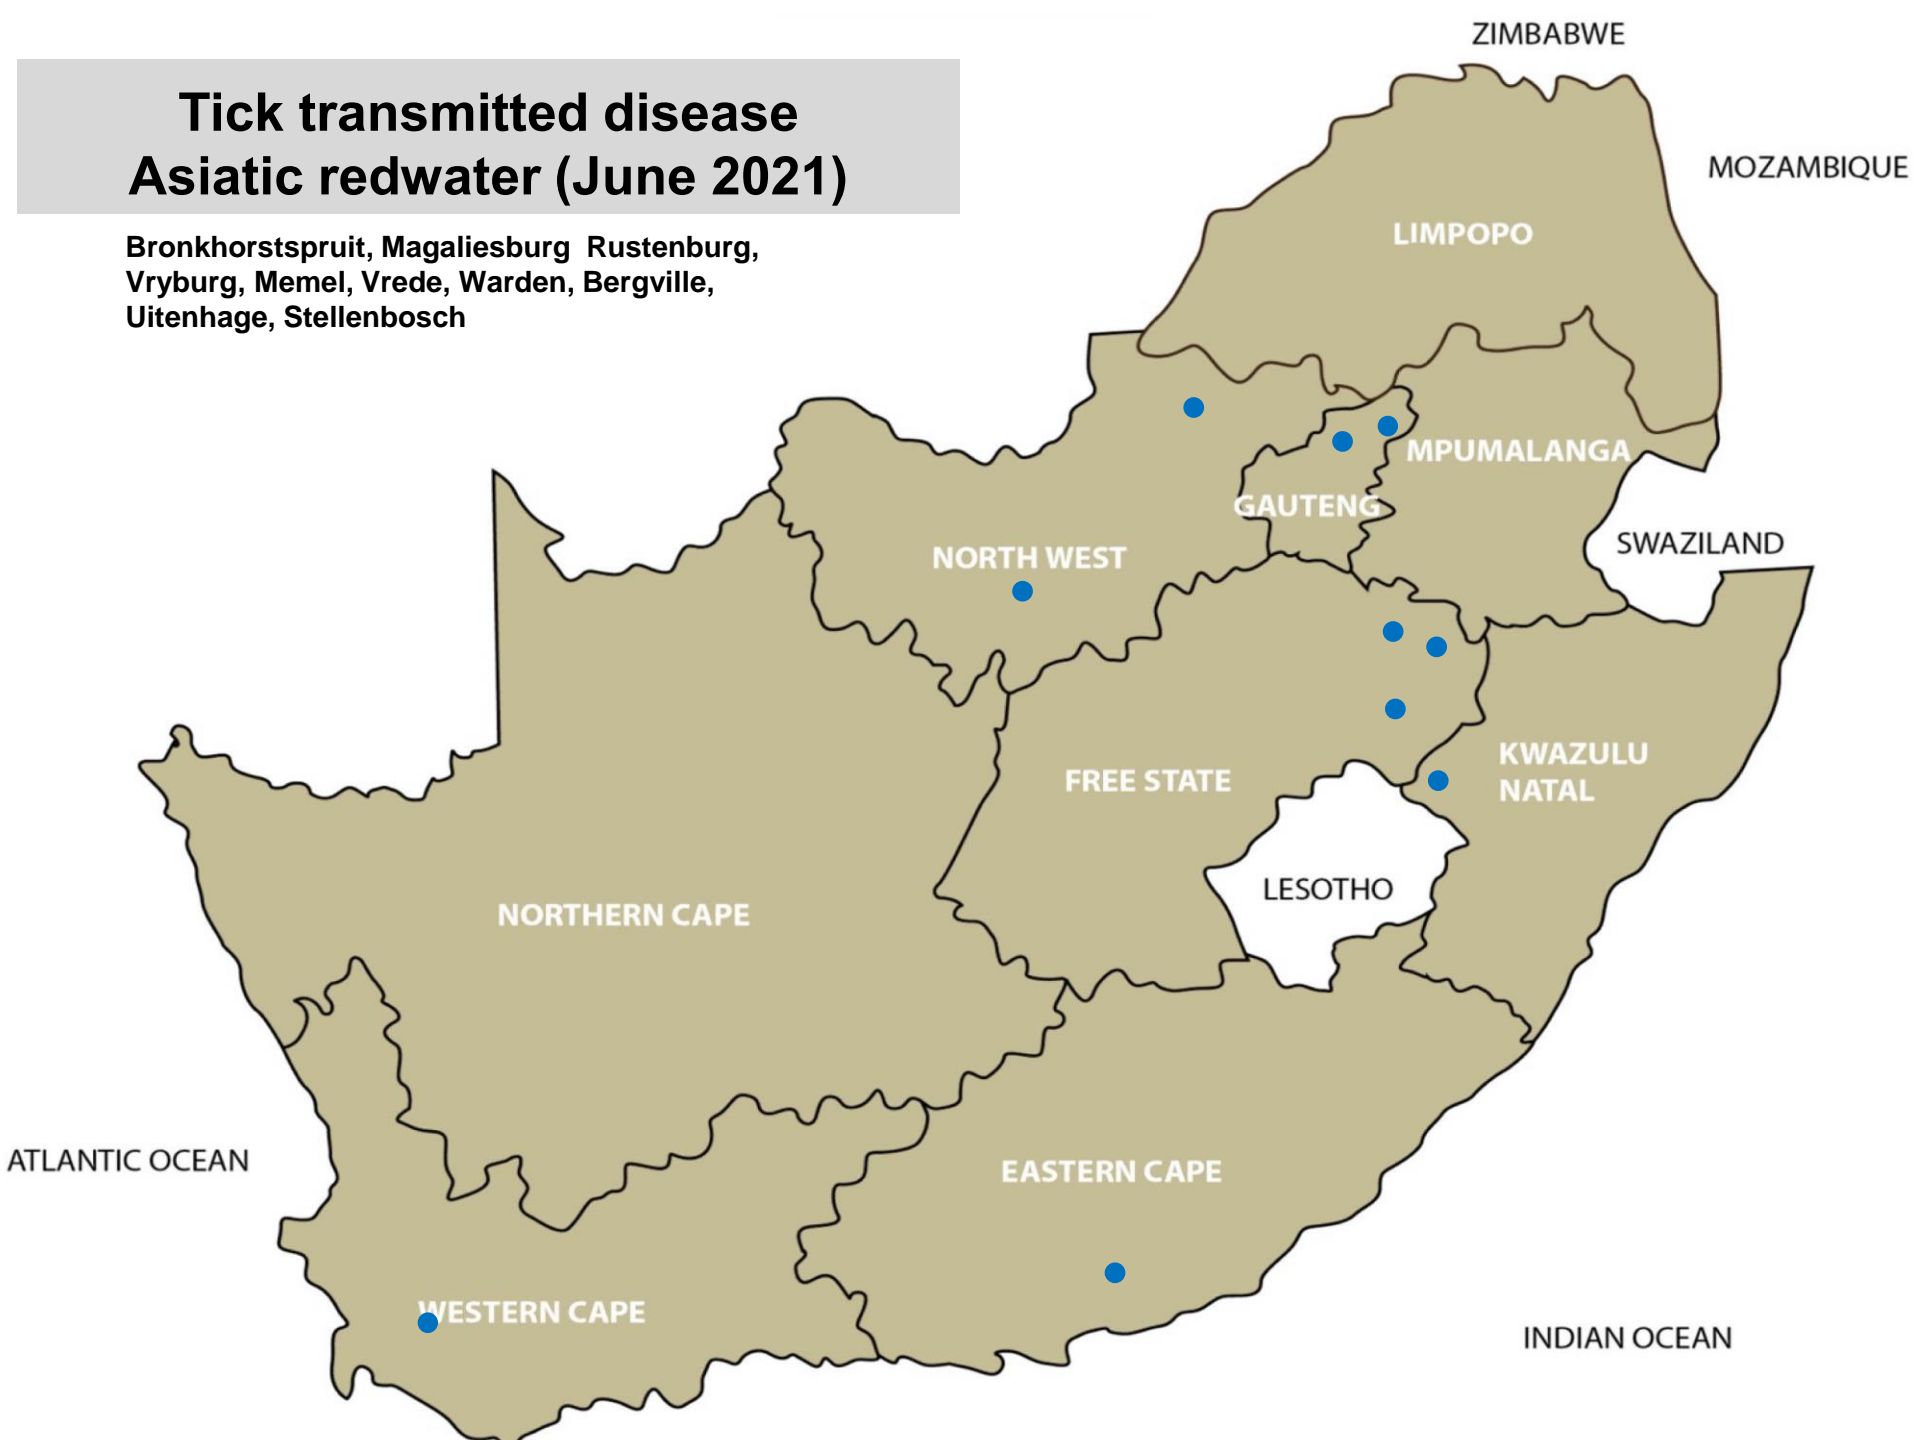 Tick transmitted disease
Asiatic redwater (June 2021)
Bronkhorstspruit, Magaliesburg  Rustenburg,
Vryburg, Memel, Vrede, Warden, Bergville,
Uitenhage, Stellenbosch
ZIMBABWE
MOZAMBIQUE
LIMPOPO
MPUMALANGA
GAUTENG
SWAZILAND
NORTH WEST
KWAZULU
NATAL
FREE STATE
LESOTHO
NORTHERN CAPE
ATLANTIC OCEAN
EASTERN CAPE
WESTERN CAPE
INDIAN OCEAN